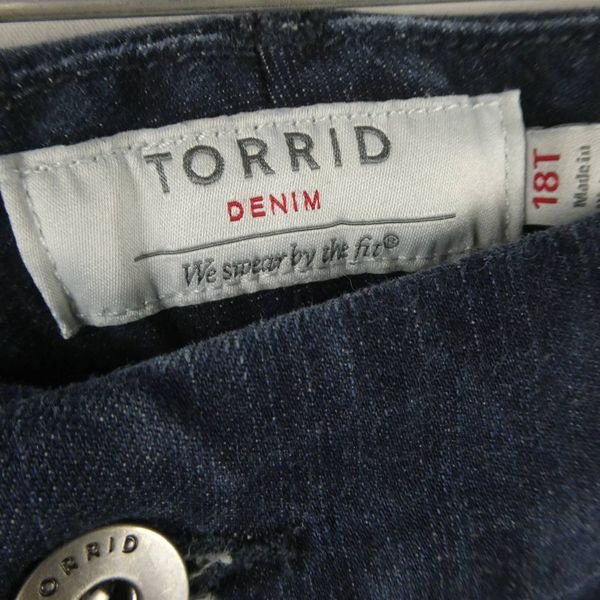 TORRID
DENIM
We swear by the fit®
18T
Made in
TORRID